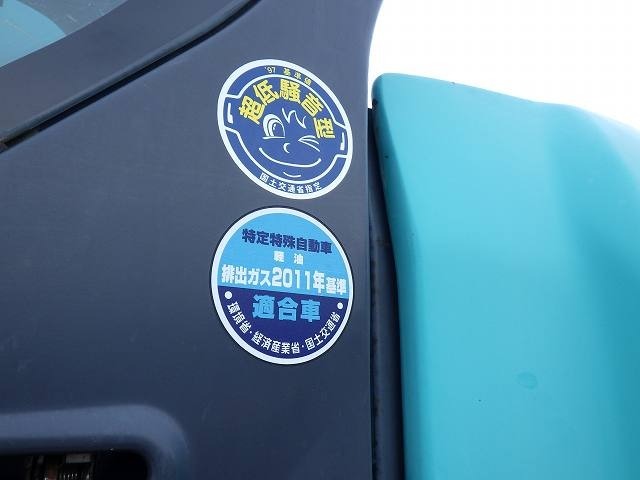 '97 基準値
超低騒音型
国土交通省指定
特定特殊自動車
軽油
排出ガス2011年基準
適合車
・環境省・経済産業省・国土交通省・